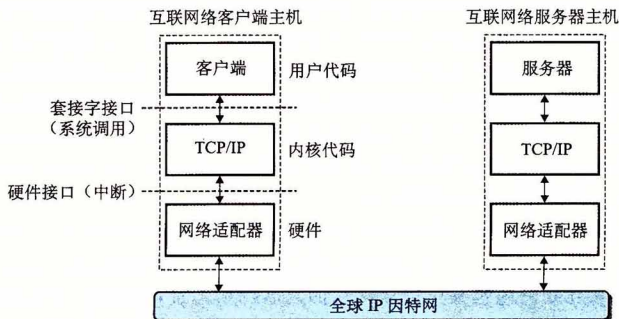 互联网络客户端主机
互联网络服务器主机
客户端
用户代码
服务器
套接字接口
（系统调用）
TCP/IP
内核代码
TCP/IP
硬件接口（中断）
网络适配器
硬件
网络适配器
全球 IP 因特网